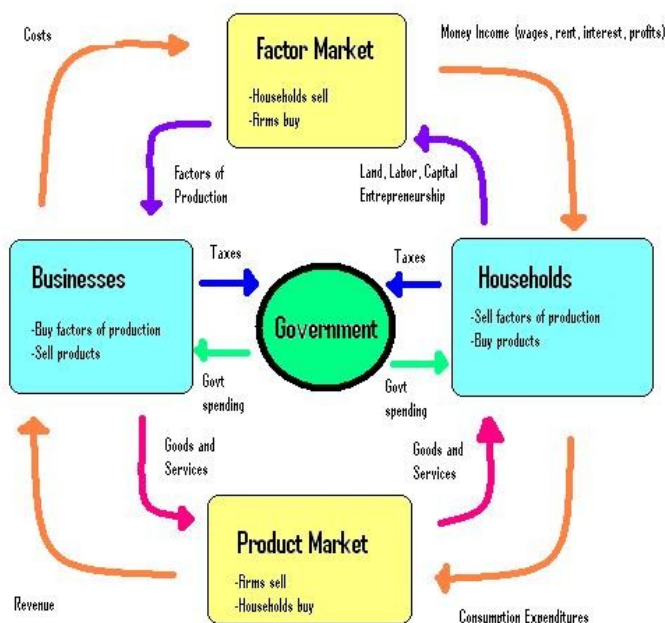 Costs
Factor Market
-Households sell
-Firms buy
Money Income (wages, rent, interest, profits)
Factors of
Production
Land, Labor, Capital
Entrepreneurship
Businesses
-Buy factors of production
-Sell products
Taxes
Government
Taxes
Households
-Sell factors of production
-Buy products
Govt
spending
Govt
spending
Goods and
Services
Goods and
Services
Product Market
-Firms sell
-Households buy
Revenue
Consumption Expenditures